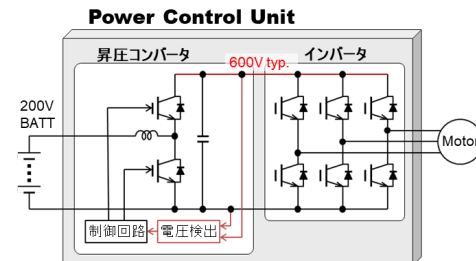 Power Control Unit
昇圧コンバータ
インバータ
600V typ.
200V
BATT
Motor
制御回路
電圧検出